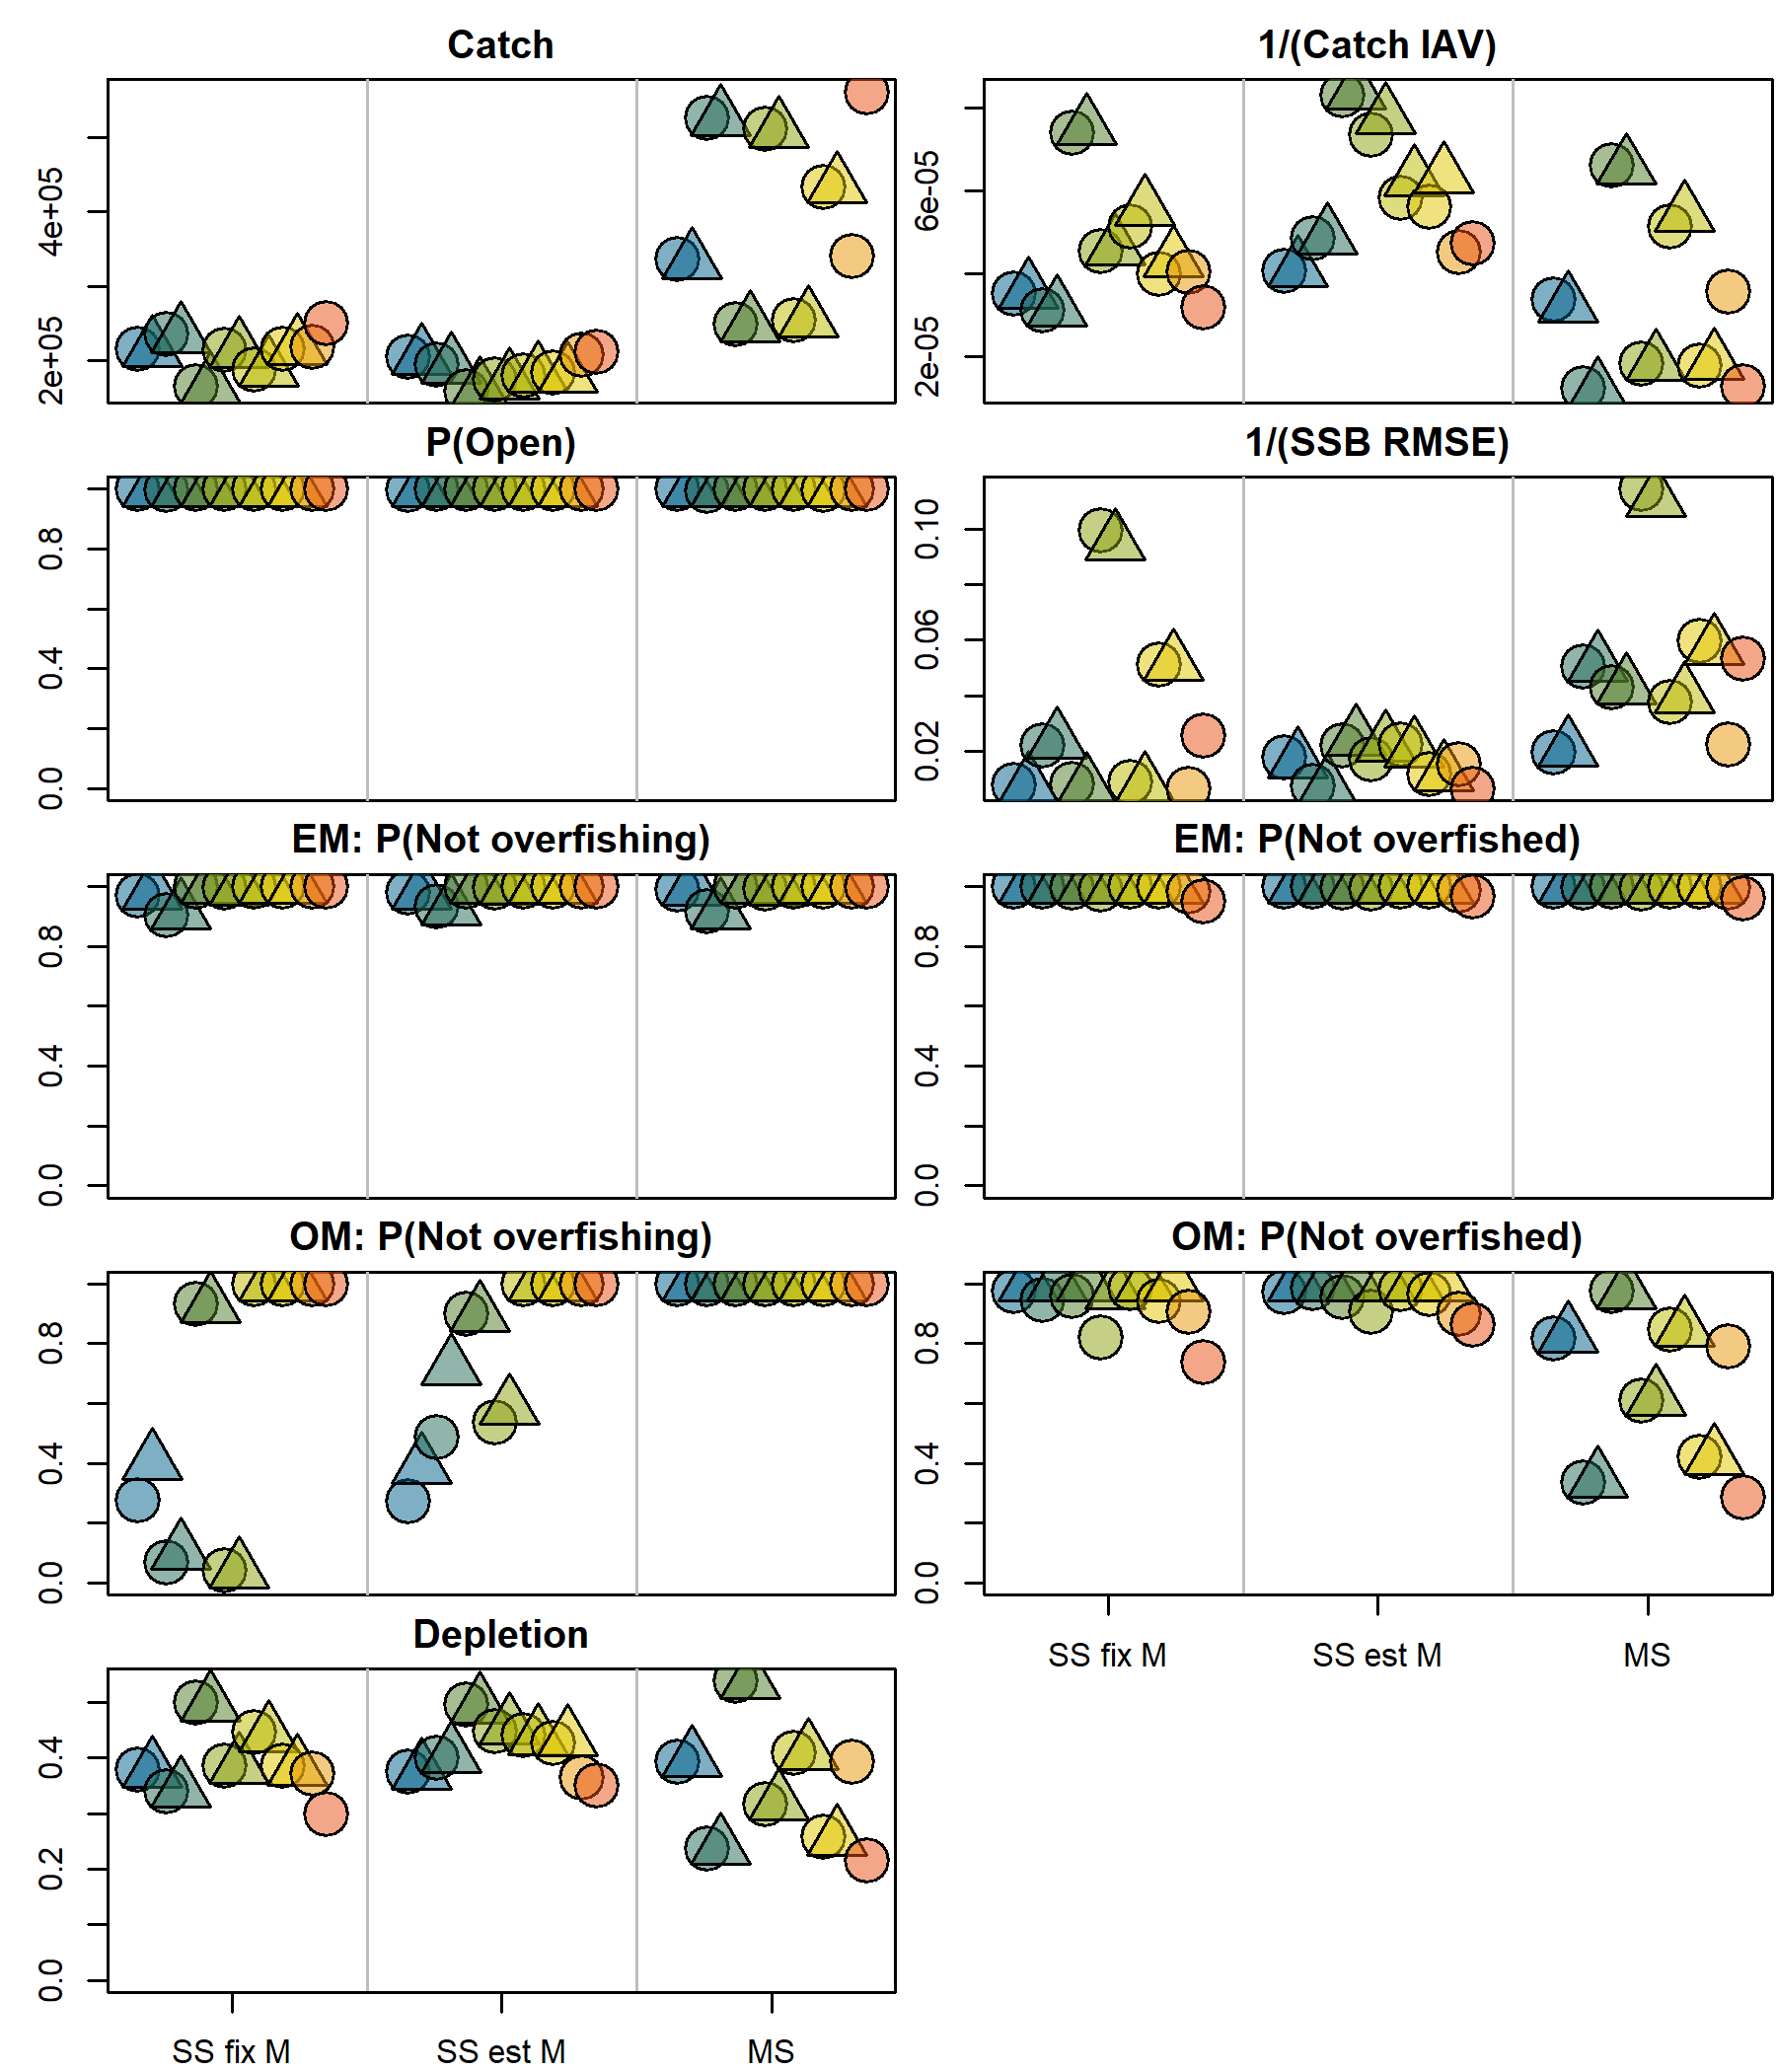 Catch
1/(Catch IAV)
4e+05
2e+05
6e-05
2e-05
P(Open)
1/(SSB RMSE)
0.8
0.4
0.0
0.10
0.06
0.02
EM: P(Not overfishing)
EM: P(Not overfished)
0.8
0.4
0.0
0.8
0.4
0.0
OM: P(Not overfishing)
OM: P(Not overfished)
0.8
0.4
0.0
0.8
0.4
0.0
SS fix M
SS est M
MS
Depletion
0.4
0.2
0.0
SS fix M
SS est M
MS